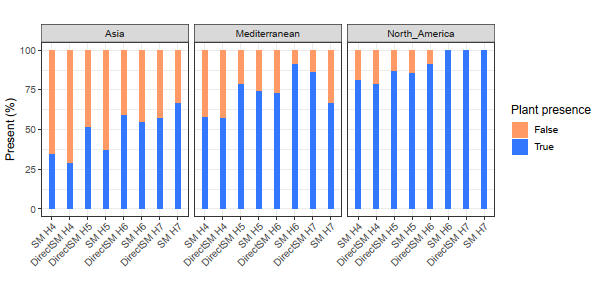 Asia Mediterranean North_America
Present (%)
100
75
50
25
0
SM H4 DirectSM H4 DirectSM H5 SM H5 DirectSM H6 SM H6 DirectSM H7 SM H7
SM H4 DirectSM H4 DirectSM H5 SM H5 DirectSM H6 SM H6 DirectSM H7 SM H7
SM H4 DirectSM H4 DirectSM H5 SM H5 DirectSM H6 SM H6 DirectSM H7 SM H7
Plant presence
False
True